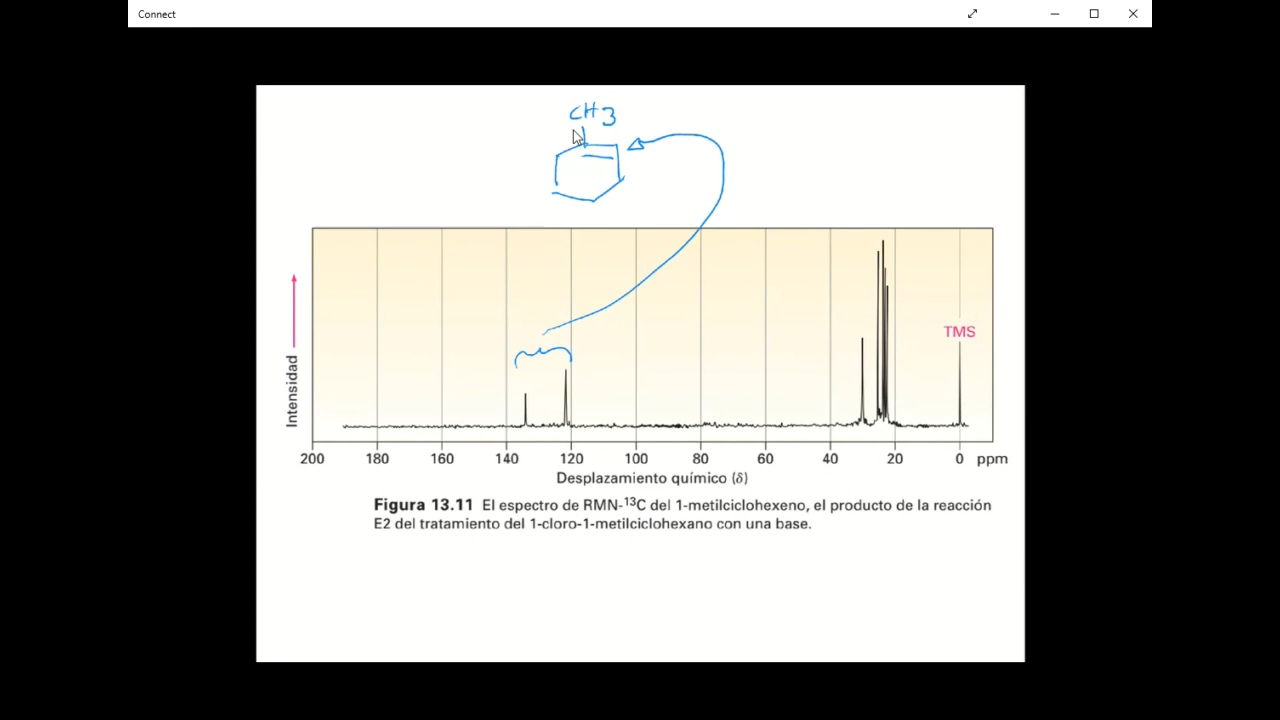 Connect
CH3
TMS
Intensidad
200 180 160 140 120 100 80 60 40 20 0 ppm
Desplazamiento químico (δ)
Figura 13.11 El espectro de RMN-¹³C del 1-metilciclohexeno, el producto de la reacción
E2 del tratamiento del 1-cloro-1-metilciclohexano con una base.